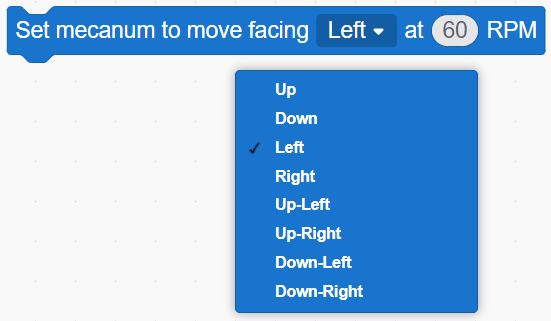 Set mecanum to move facing Left at 60 RPM
Up
Down
Left
Right
Up-Left
Up-Right
Down-Left
Down-Right